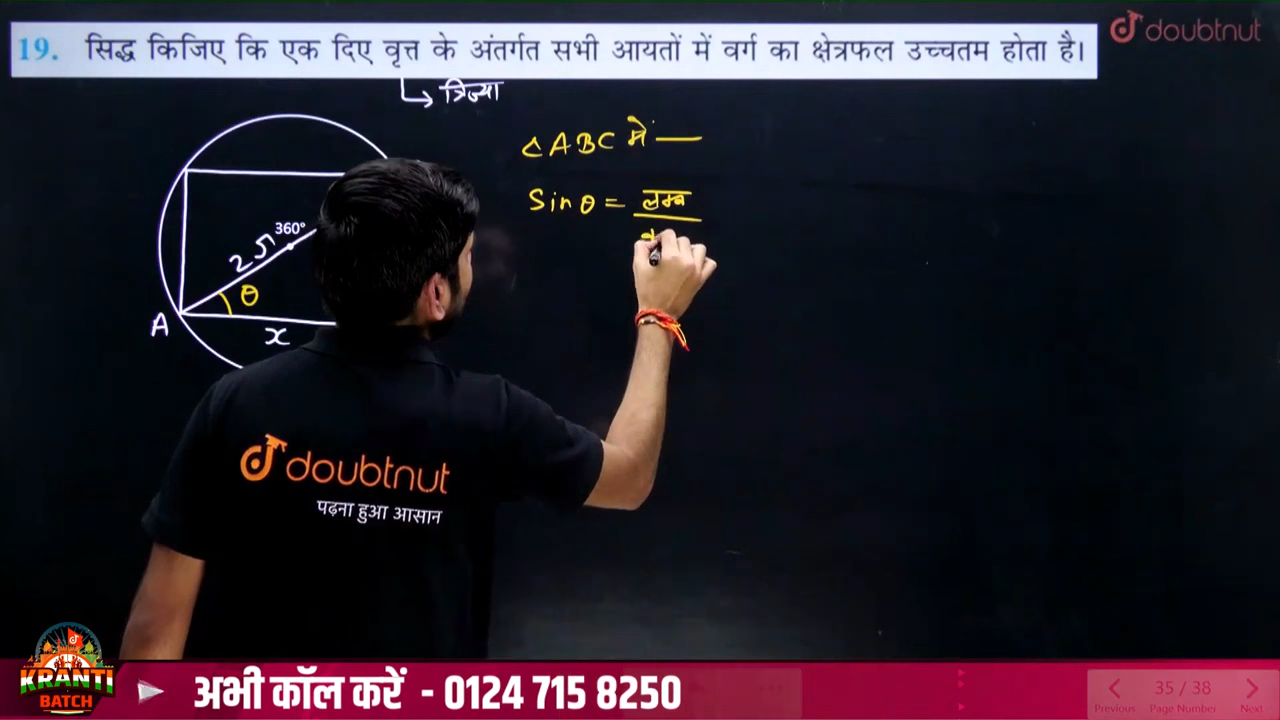 19. सिद्ध किजिए कि एक दिए वृत्त के अंतर्गत सभी आयतों में वर्ग का क्षेत्रफल उच्चतम होता है।
doubtnut
त्रिज्या
△ABC में —
Sin θ = लम्ब
360°
2r
θ
A
x
doubtnut
पढ़ना हुआ आसान
KRANTI
BATCH
अभी कॉल करें - 0124 715 8250
35 / 38
Previous Page Number Next